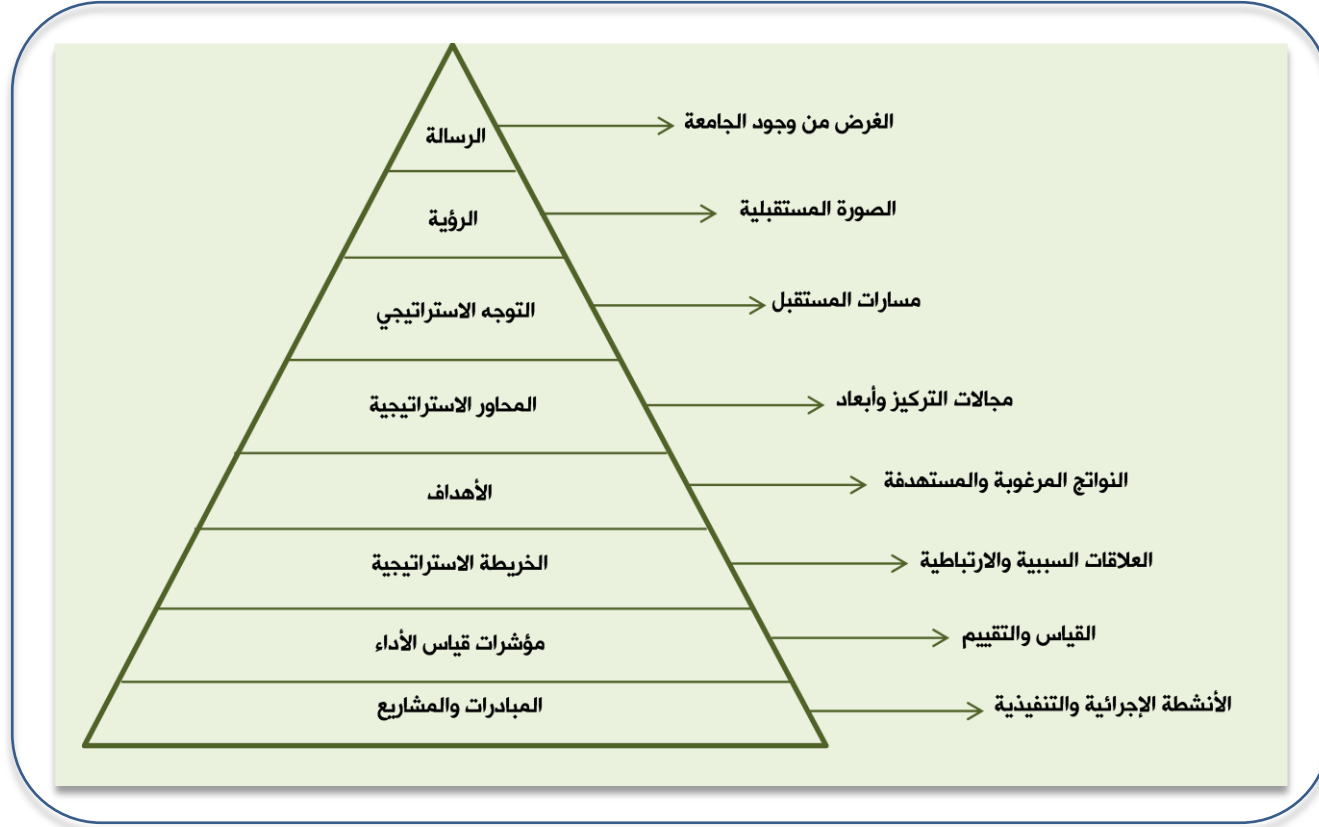 الرسالة
الغرض من وجود الجامعة
الرؤية
الصورة المستقبلية
التوجه الاستراتيجي
مسارات المستقبل
المحاور الاستراتيجية
مجالات التركيز وأبعاد
الأهداف
النواتج المرغوبة والمستهدفة
الخريطة الاستراتيجية
العلاقات السببية والارتباطية
مؤشرات قياس الأداء
القياس والتقييم
المبادرات والمشاريع
الأنشطة الإجرائية والتنفيذية